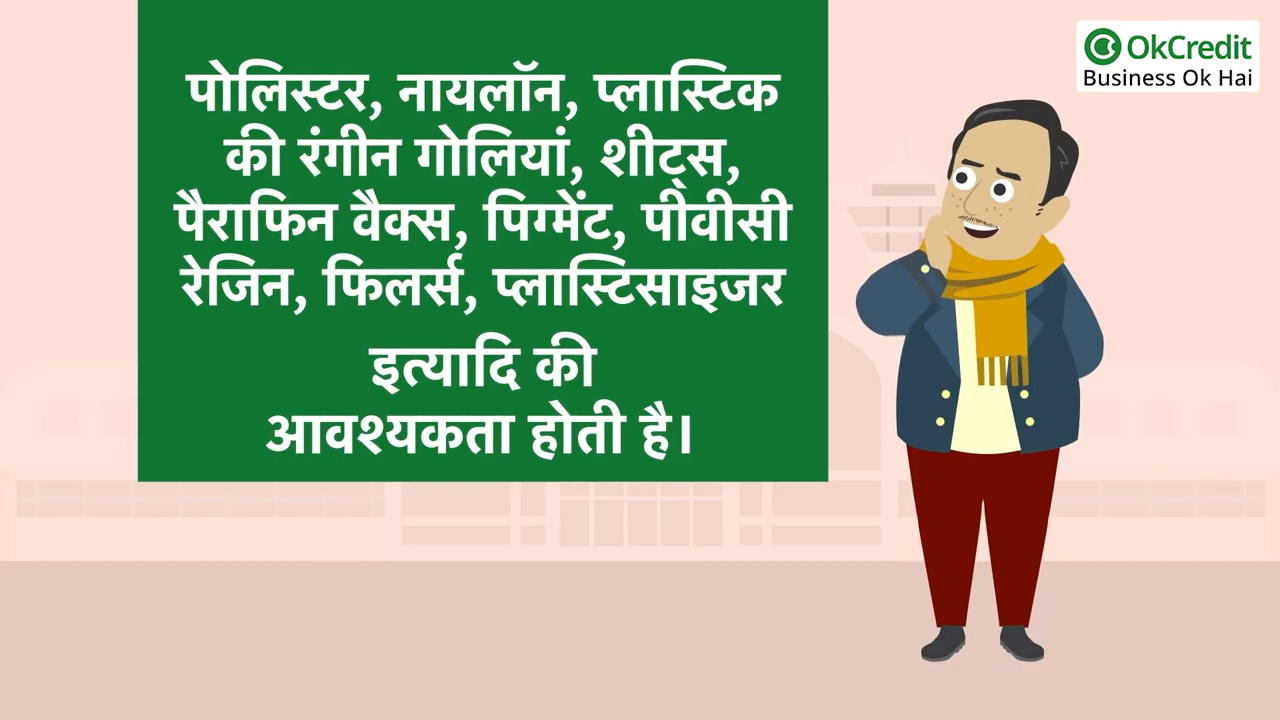 OkCredit
Business Ok Hai
पोलिस्टर, नायलॉन, प्लास्टिक
की रंगीन गोलियां, शीट्स,
पैराफिन वैक्स, पिग्मेंट, पीवीसी
रेजिन, फिलर्स, प्लास्टिसाइजर
इत्यादि की
आवश्यकता होती है।